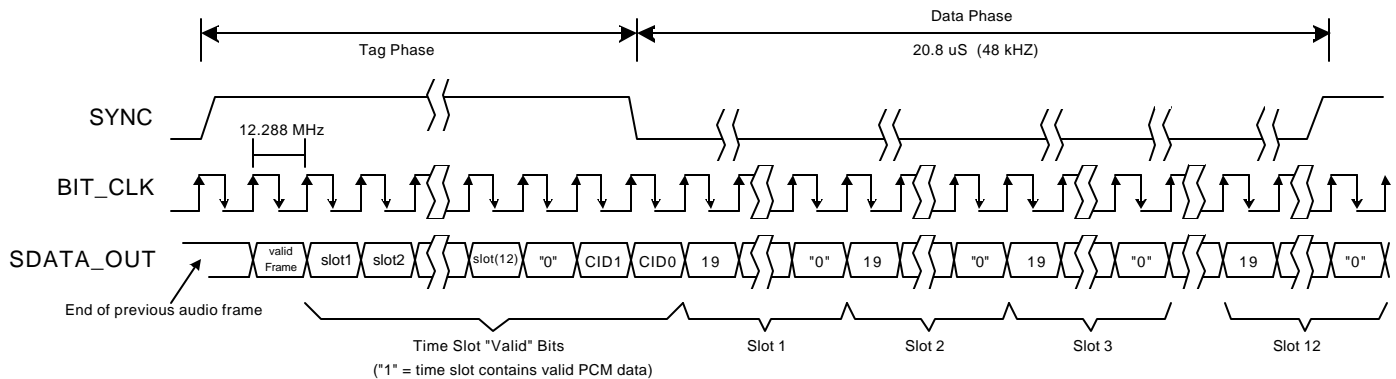 Data Phase
Tag Phase
20.8 uS (48 kHZ)
SYNC
12.288 MHz
BIT_CLK
SDATA_OUT
valid
Frame
slot1
slot2
slot(12)
"0"
CID1
CID0
19
"0"
19
"0"
19
"0"
19
"0"
End of previous audio frame
Time Slot "Valid" Bits
("1" = time slot contains valid PCM data)
Slot 1
Slot 2
Slot 3
Slot 12